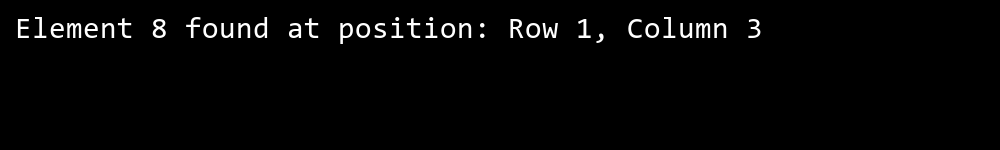 Element 8 found at position: Row 1, Column 3